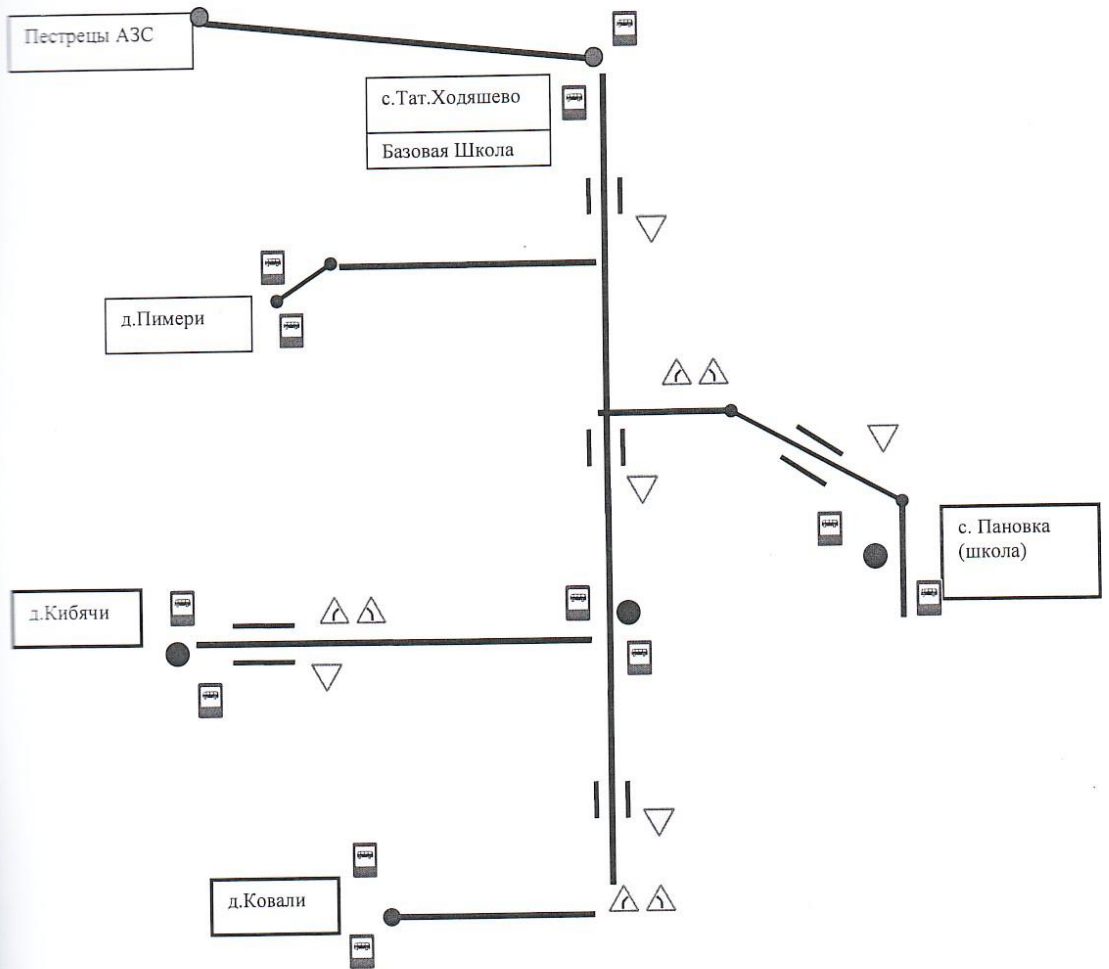 Пестрецы АЗС
с.Тат.Ходяшево
Базовая Школа
д.Пимери
с. Пановка
(школа)
д.Кибячи
д.Ковали